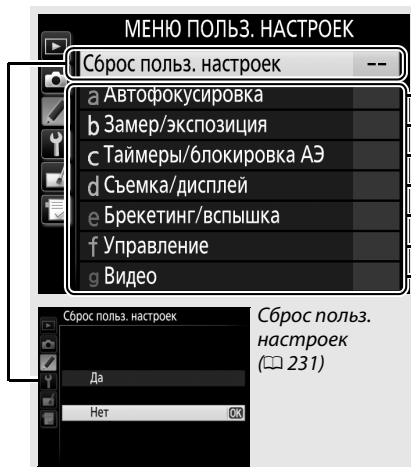 МЕНЮ ПОЛЬЗ. НАСТРОЕК
Сброс польз. настроек --
a Автофокусировка
b Замер/экспозиция
c Таймеры/блокировка АЭ
d Съемка/дисплей
e Брекетинг/вспышка
f Управление
g Видео
Сброс польз. настроек
Да
Нет OK
Сброс польз.
настроек
(📖 231)